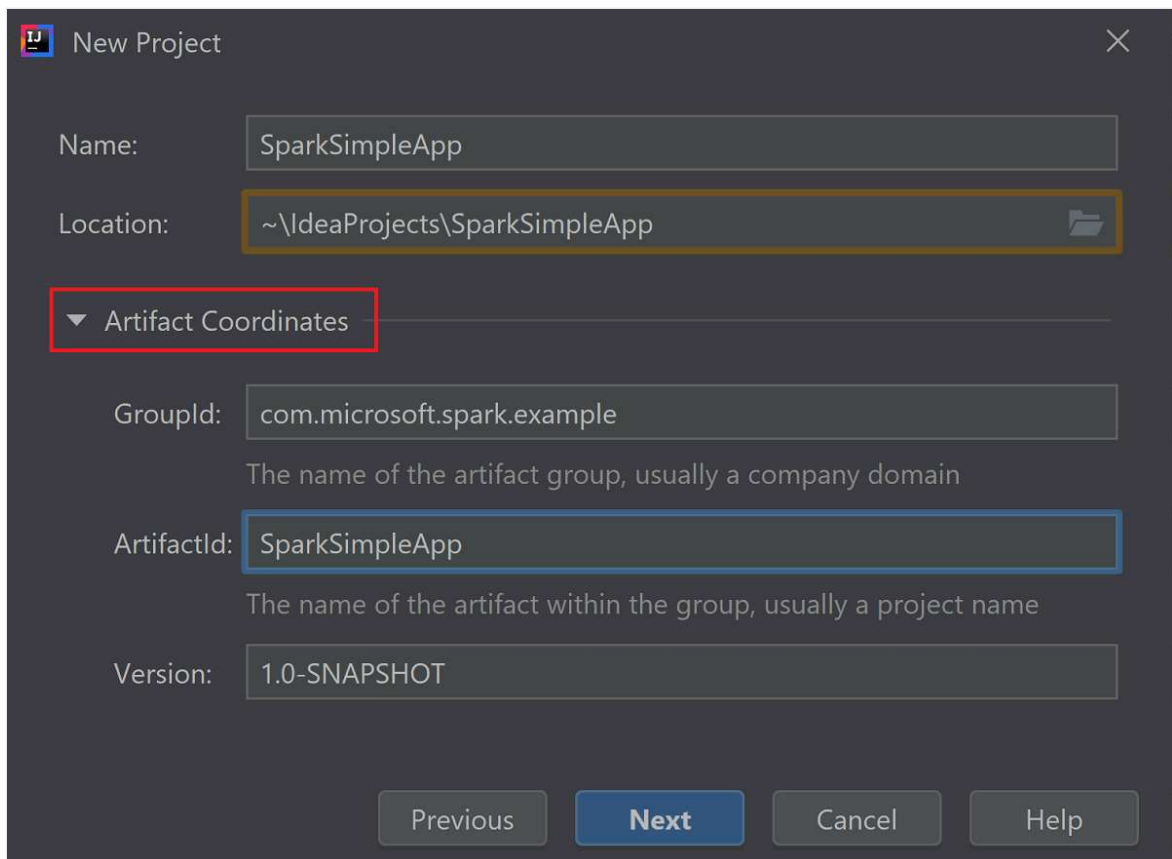 IJ New Project
Name: SparkSimpleApp
Location: ~\IdeaProjects\SparkSimpleApp
Artifact Coordinates
GroupId: com.microsoft.spark.example
The name of the artifact group, usually a company domain
ArtifactId: SparkSimpleApp
The name of the artifact within the group, usually a project name
Version: 1.0-SNAPSHOT
Previous Next Cancel Help